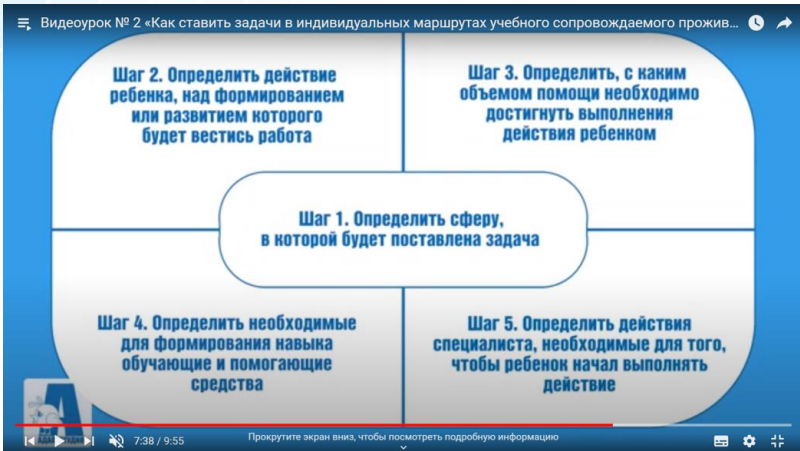 Видеоурок № 2 «Как ставить задачи в индивидуальных маршрутах учебного сопровождаемого прожив...
Шаг 2. Определить действие
ребенка, над формированием
или развитием которого
будет вестись работа
Шаг 3. Определить, с каким
объемом помощи необходимо
достигнуть выполнения
действия ребенком
Шаг 1. Определить сферу,
в которой будет поставлена задача
Шаг 4. Определить необходимые
для формирования навыка
обучающие и помогающие
средства
Шаг 5. Определить действия
специалиста, необходимые для того,
чтобы ребенок начал выполнять
действие
7:38 / 9:55
Прокрутите экран вниз, чтобы посмотреть подробную информацию